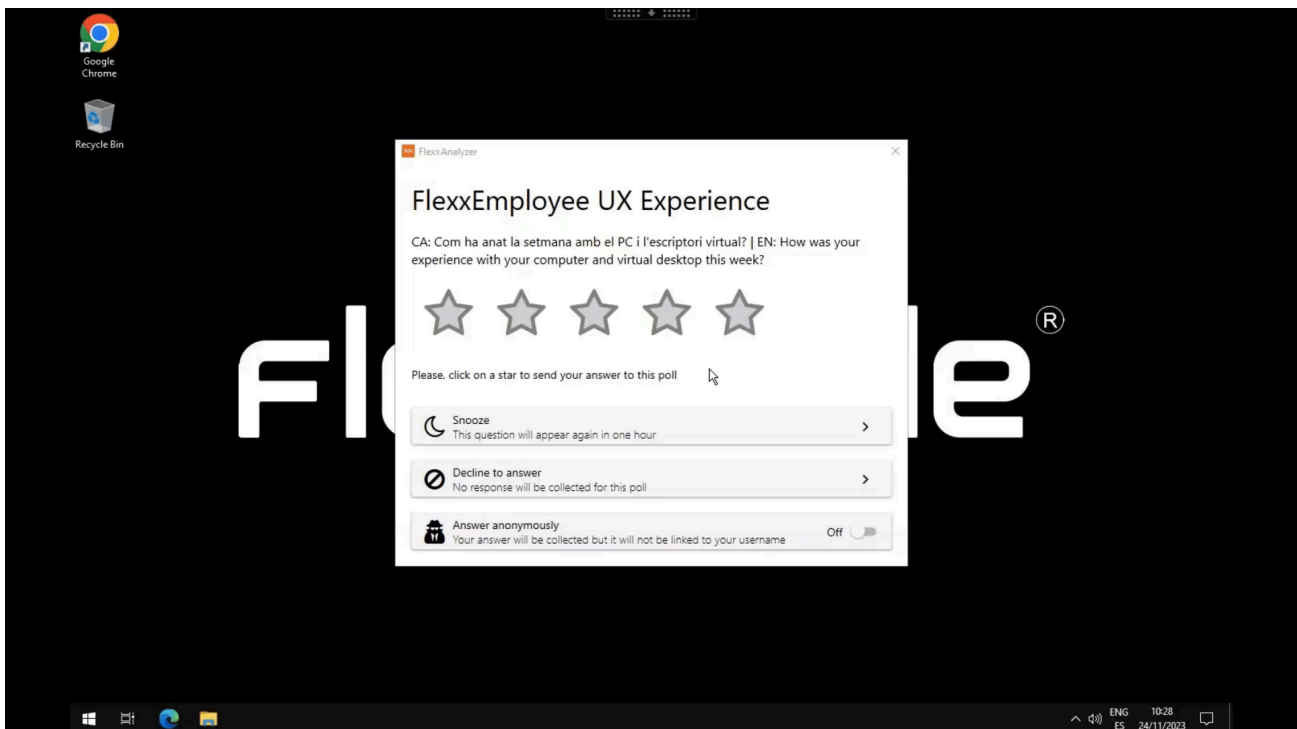 Google
Chrome
Recycle Bin
FlexxAnalyzer
FlexxEmployee UX Experience
CA: Com ha anat la setmana amb el PC i l'escriptori virtual? | EN: How was your
experience with your computer and virtual desktop this week?
Fl
le
®
Please, click on a star to send your answer to this poll
Snooze
This question will appear again in one hour
Decline to answer
No response will be collected for this poll
Answer anonymously
Your answer will be collected but it will not be linked to your username
Off
ENG
ES
10:28
24/11/2023